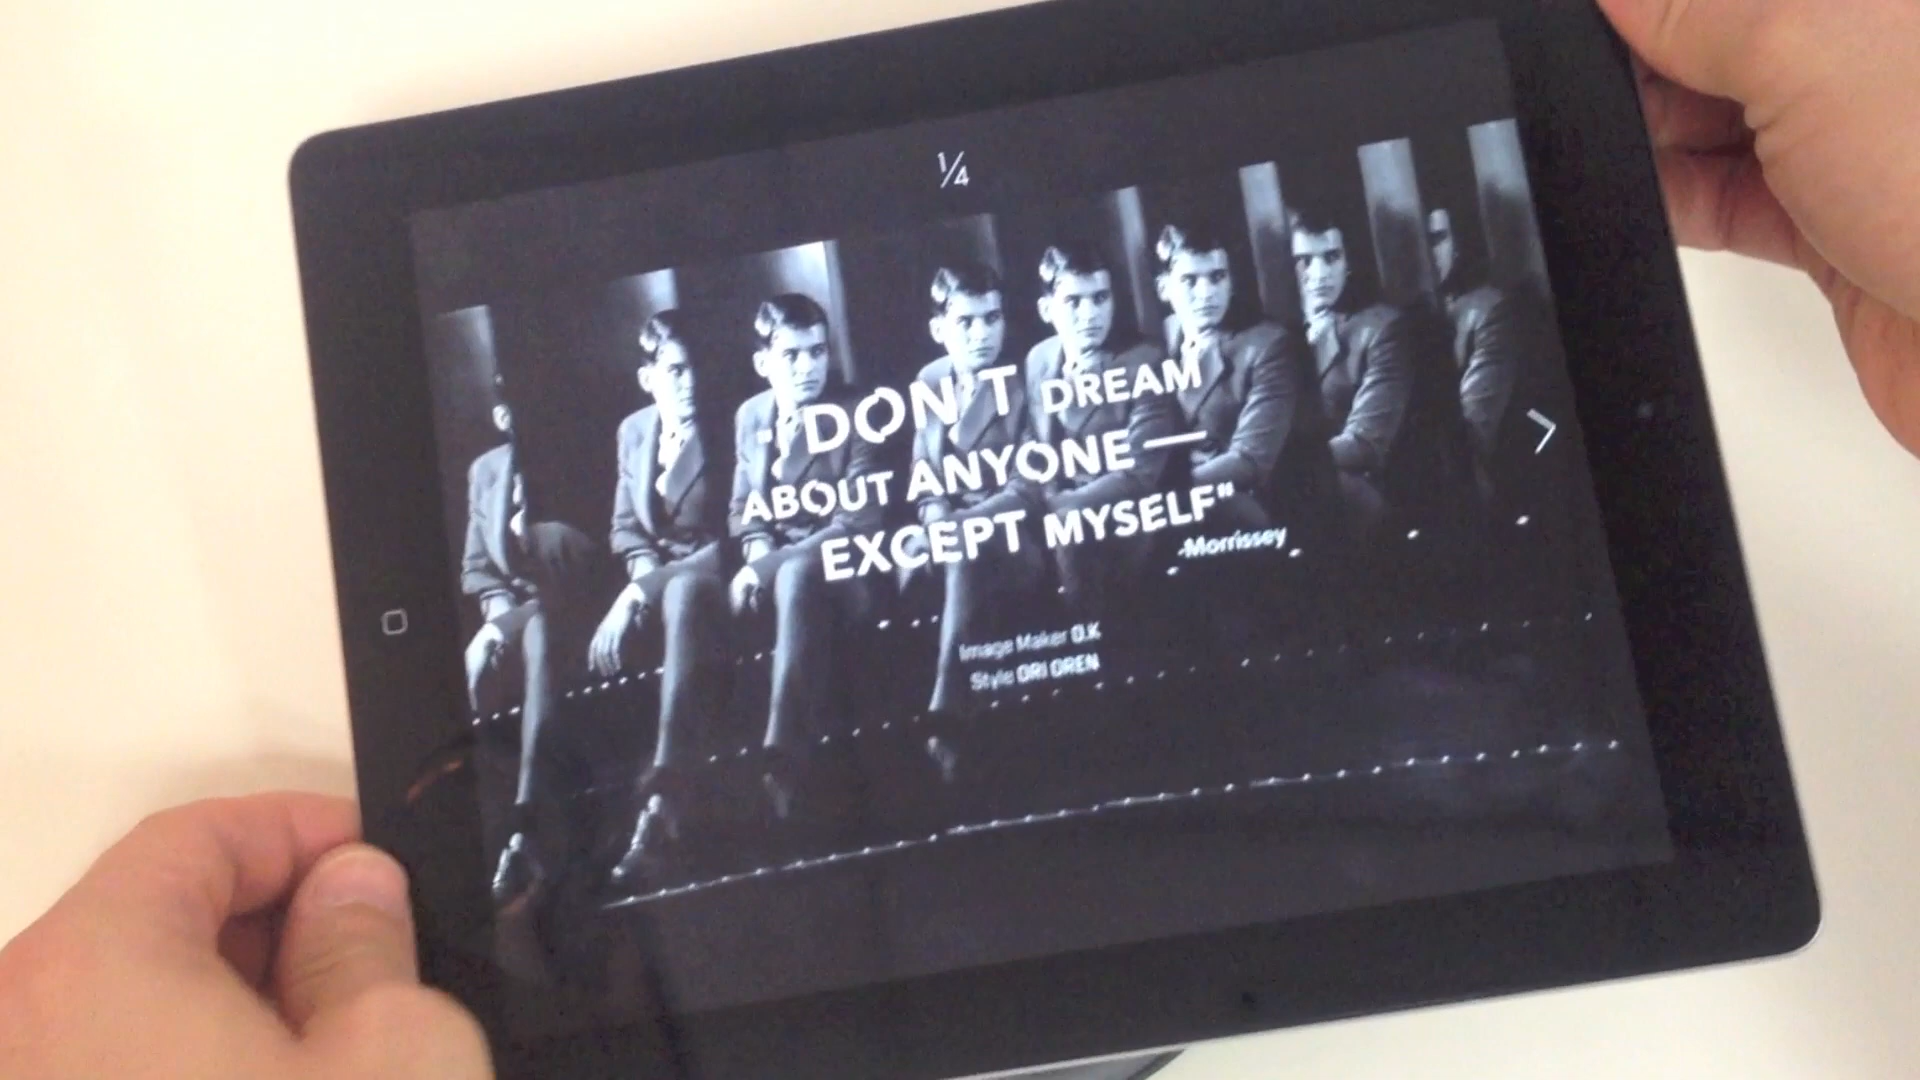 1/4
"I DON'T DREAM
ABOUT ANYONE —
EXCEPT MYSELF"
-Morrissey
Image Maker O.K
Style ORI OREN